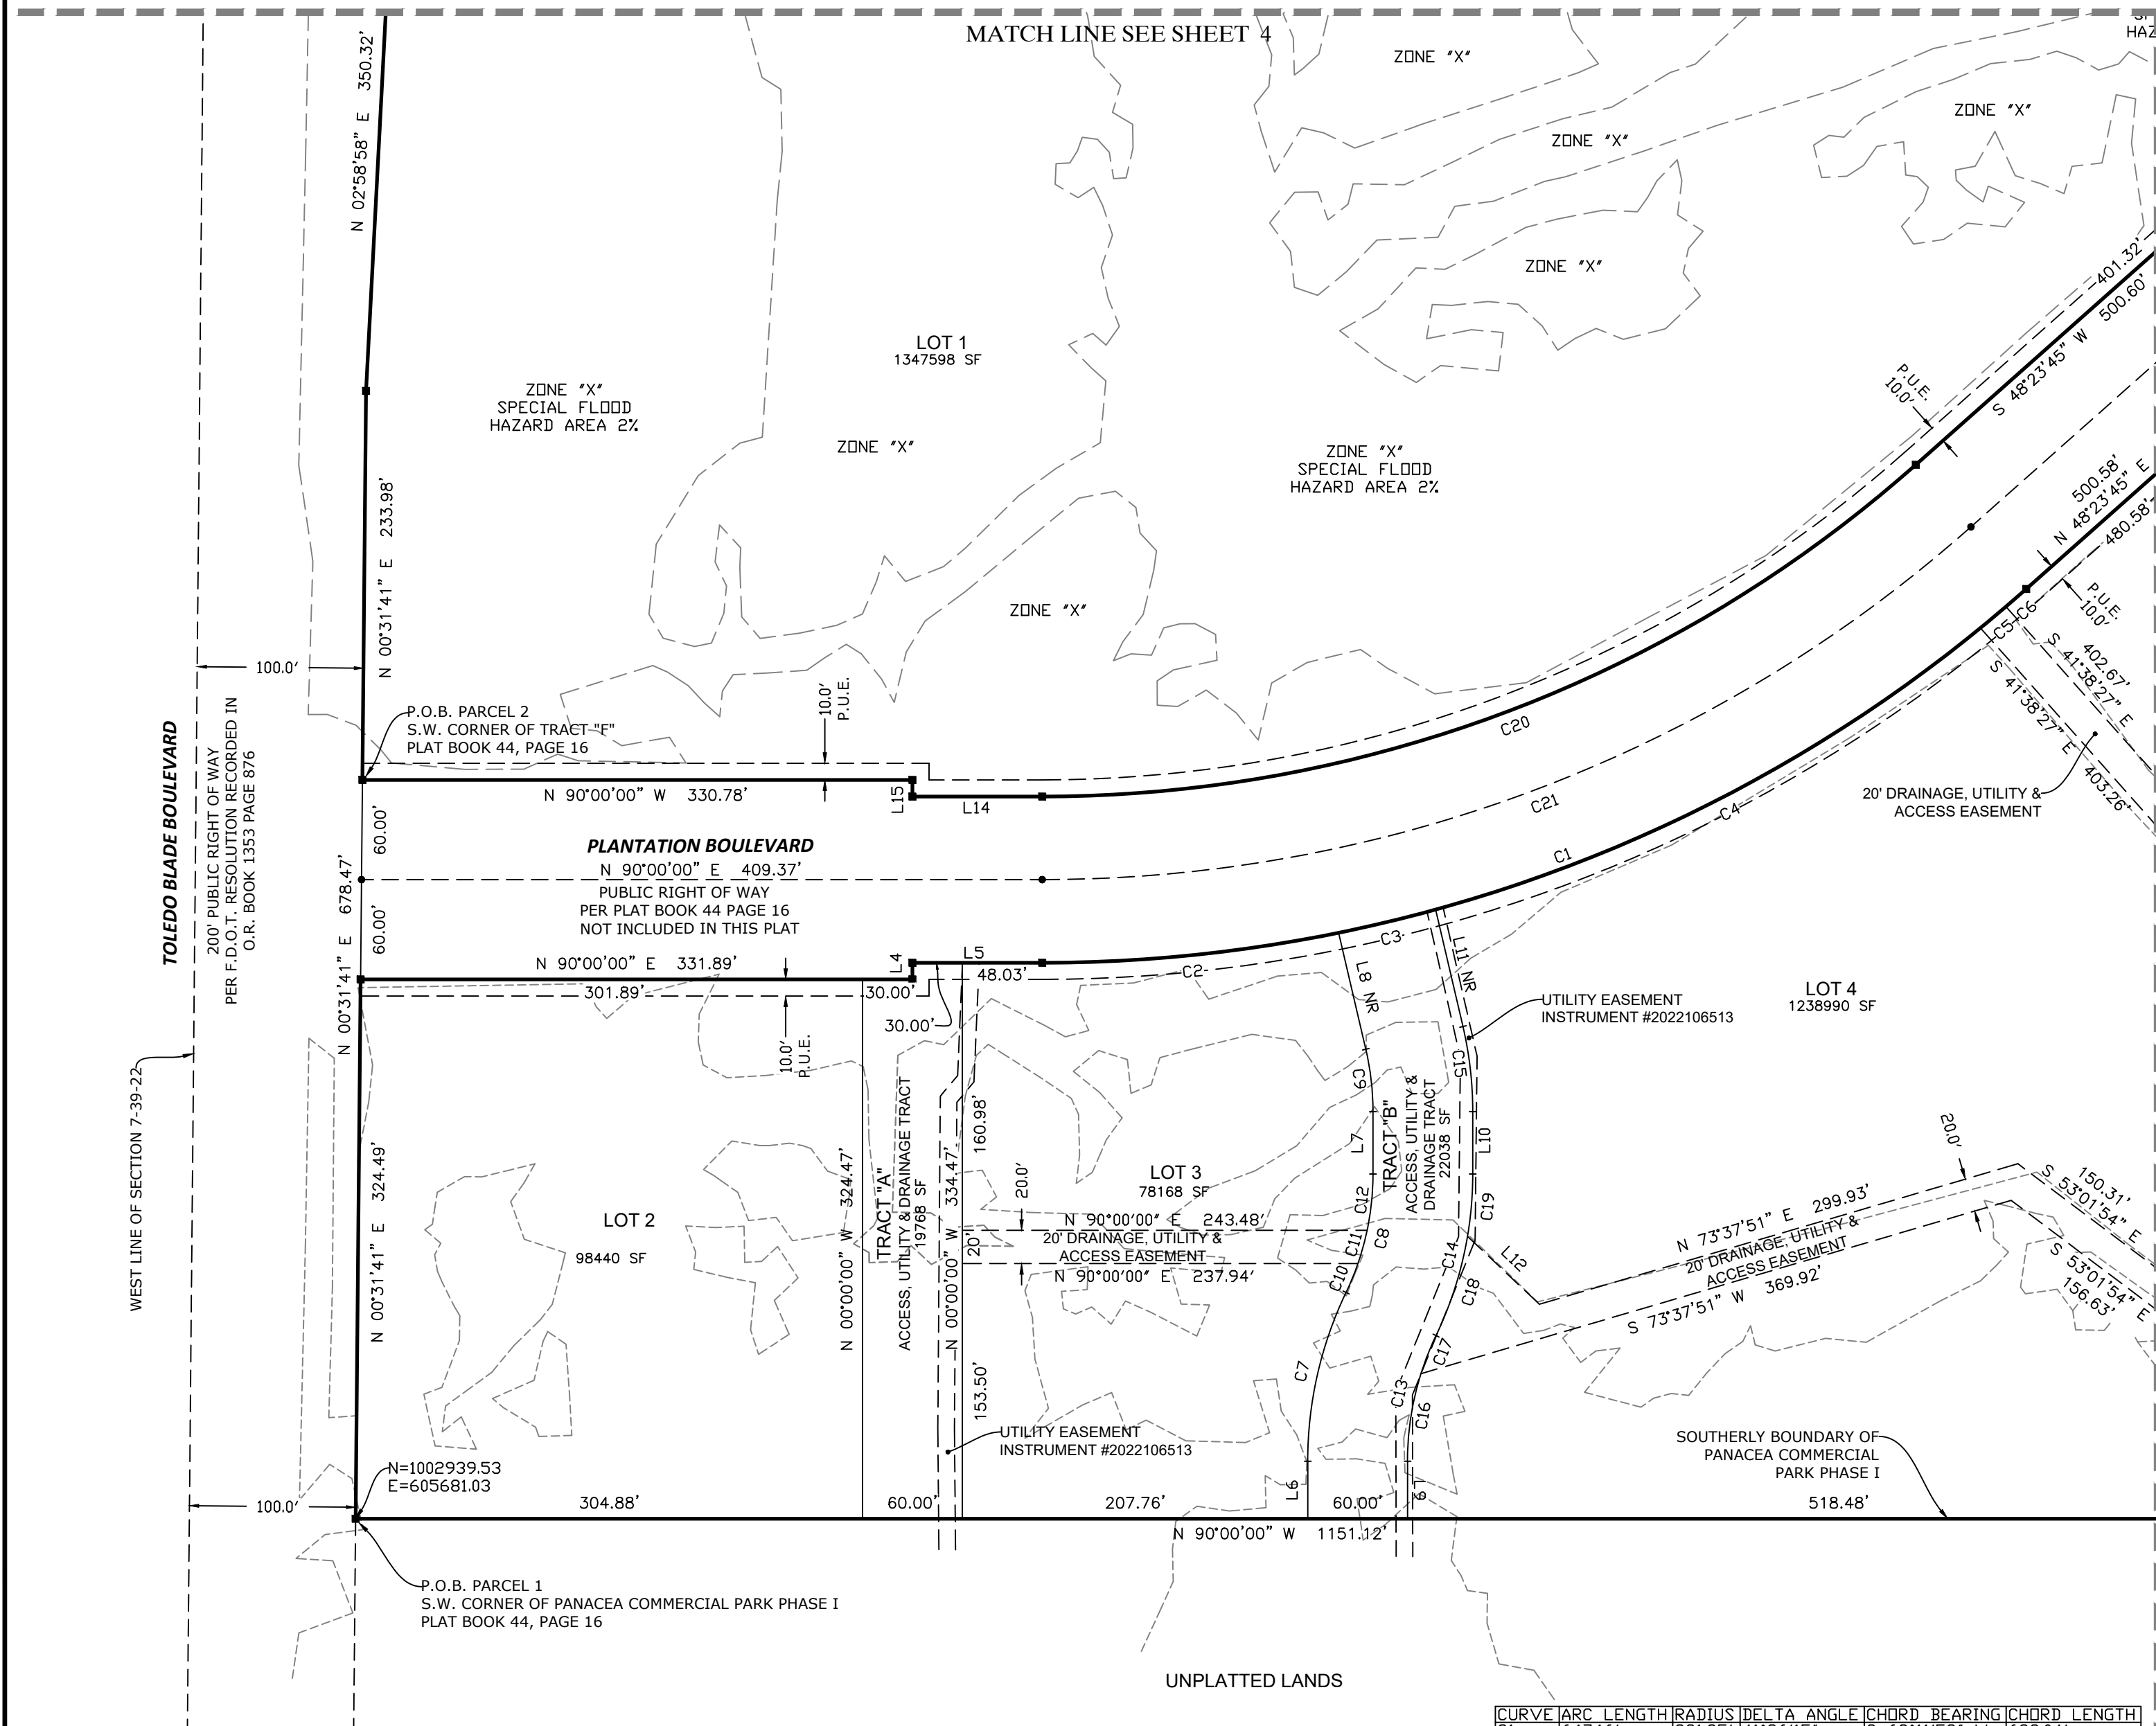 MATCH LINE SEE SHEET 4
HAZ
ZONE "X"
ZONE "X"
ZONE "X"
ZONE "X"
N 02°58'58" E 350.32'
LOT 1
1347598 SF
ZONE "X"
SPECIAL FLOOD
HAZARD AREA 2%
ZONE "X"
ZONE "X"
SPECIAL FLOOD
HAZARD AREA 2%
ZONE "X"
401.32'
S 48°23'45" W 500.60'
P.U.E.
10.0'
500.58'
N 48°23'45" E
480.58'
P.U.E.
10.0'
N 00°31'41" E 233.98'
100.0'
P.O.B. PARCEL 2
S.W. CORNER OF TRACT "F"
PLAT BOOK 44, PAGE 16
10.0'
P.U.E.
N 90°00'00" W 330.78'
L15
L14
C20
C21
C1
C4
C5
C6
402.67'
S 41°38'27" E
S 41°38'27" E 403.26'
20' DRAINAGE, UTILITY &
ACCESS EASEMENT
TOLEDO BLADE BOULEVARD
200' PUBLIC RIGHT OF WAY
PER F.D.O.T. RESOLUTION RECORDED IN
O.R. BOOK 1353 PAGE 876
60.00'
60.00'
N 00°31'41" E 678.47'
PLANTATION BOULEVARD
N 90°00'00" E 409.37'
PUBLIC RIGHT OF WAY
PER PLAT BOOK 44 PAGE 16
NOT INCLUDED IN THIS PLAT
N 90°00'00" E 331.89'
301.89'
30.00'
L4
L5
48.03'
30.00'
C2
C3
10.0'
P.U.E.
L8 NR
L11 NR
UTILITY EASEMENT
INSTRUMENT #2022106513
LOT 4
1238990 SF
WEST LINE OF SECTION 7-39-22
N 00°31'41" E 324.49'
LOT 2
98440 SF
N 00°00'00" W 324.47'
TRACT "A"
ACCESS, UTILITY & DRAINAGE TRACT
19768 SF
N 00°00'00" W 334.47'
160.98'
20'
153.50'
20.0'
LOT 3
78168 SF
N 90°00'00" E 243.48'
20' DRAINAGE, UTILITY &
ACCESS EASEMENT
N 90°00'00" E 237.94'
C9
L7
C12
C11
C8
C10
C7
L6
TRACT "B"
ACCESS, UTILITY &
DRAINAGE TRACT
22038 SF
C15
L10
C19
C14
C18
C17
C13
C16
L9
L12
20.0'
N 73°37'51" E 299.93'
20' DRAINAGE, UTILITY &
ACCESS EASEMENT
S 73°37'51" W 369.92'
150.31'
S 53°01'54" E
S 53°01'54" E
156.63'
UTILITY EASEMENT
INSTRUMENT #2022106513
SOUTHERLY BOUNDARY OF
PANACEA COMMERCIAL
PARK PHASE I
N=1002939.53
E=605681.03
100.0'
304.88'
60.00'
207.76'
60.00'
518.48'
N 90°00'00" W 1151.12'
P.O.B. PARCEL 1
S.W. CORNER OF PANACEA COMMERCIAL PARK PHASE I
PLAT BOOK 44, PAGE 16
UNPLATTED LANDS
CURVE ARC LENGTH RADIUS DELTA ANGLE CHORD BEARING CHORD LENGTH